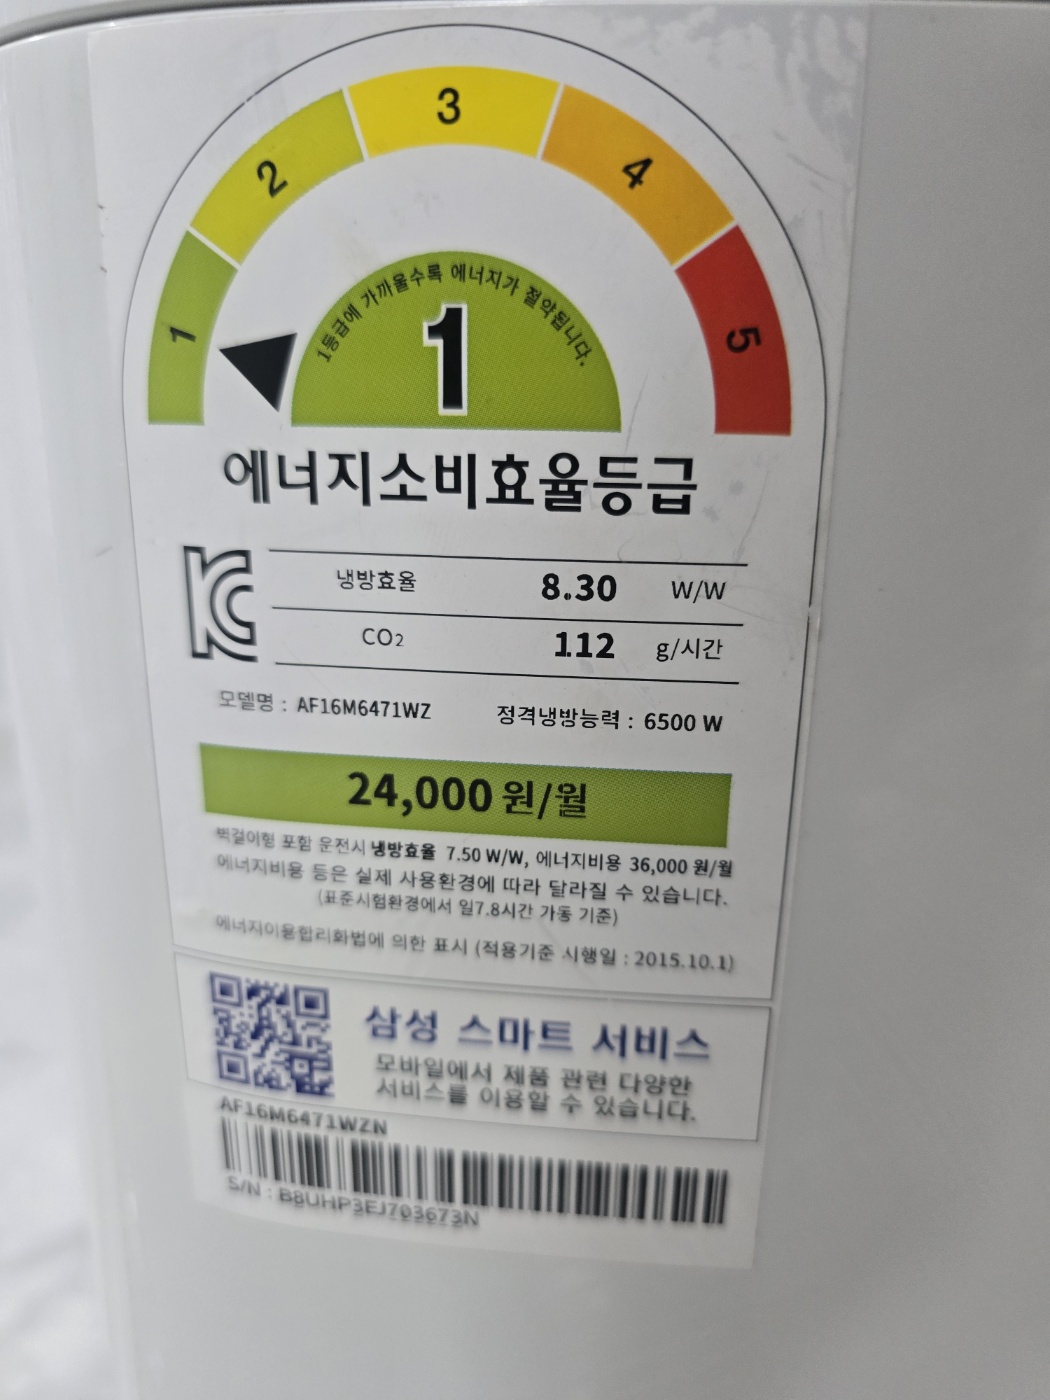 1 2 3 4 5
1등급에 가까울수록 에너지가 절약됩니다.
1
에너지소비효율등급
냉방효율 8.30 W/W
CO₂ 112 g/시간
모델명 : AF16M6471WZ 정격냉방능력 : 6500 W
24,000 원/월
벽걸이형 포함 운전시 냉방효율 7.50 W/W, 에너지비용 36,000 원/월
에너지비용 등은 실제 사용환경에 따라 달라질 수 있습니다.
(표준시험환경에서 일7.8시간 가동 기준)
에너지이용합리화법에 의한 표시 (적용기준 시행일 : 2015.10.1)
삼성 스마트 서비스
모바일에서 제품 관련 다양한
서비스를 이용할 수 있습니다.
AF16M6471WZN
S/N : B8UHP3EJ703673N